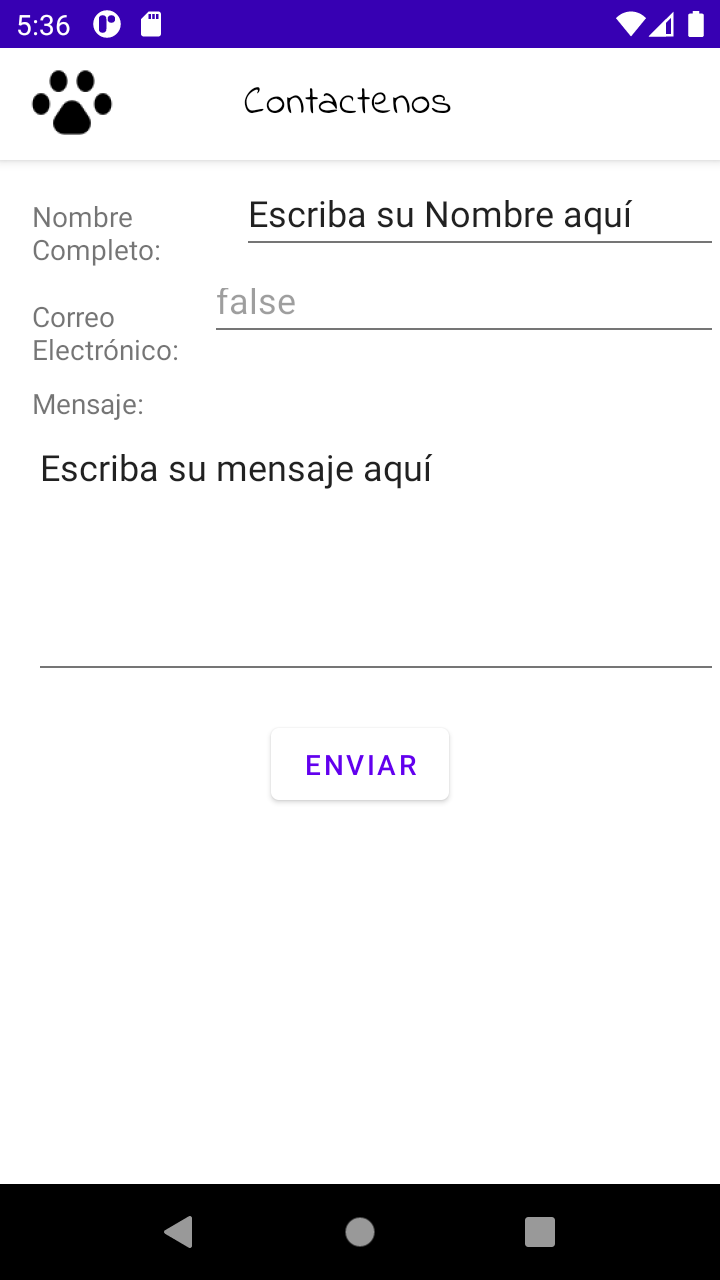 5:36
Contactenos
Nombre
Completo:
Escriba su Nombre aquí
Correo
Electrónico:
false
Mensaje:
Escriba su mensaje aquí
ENVIAR